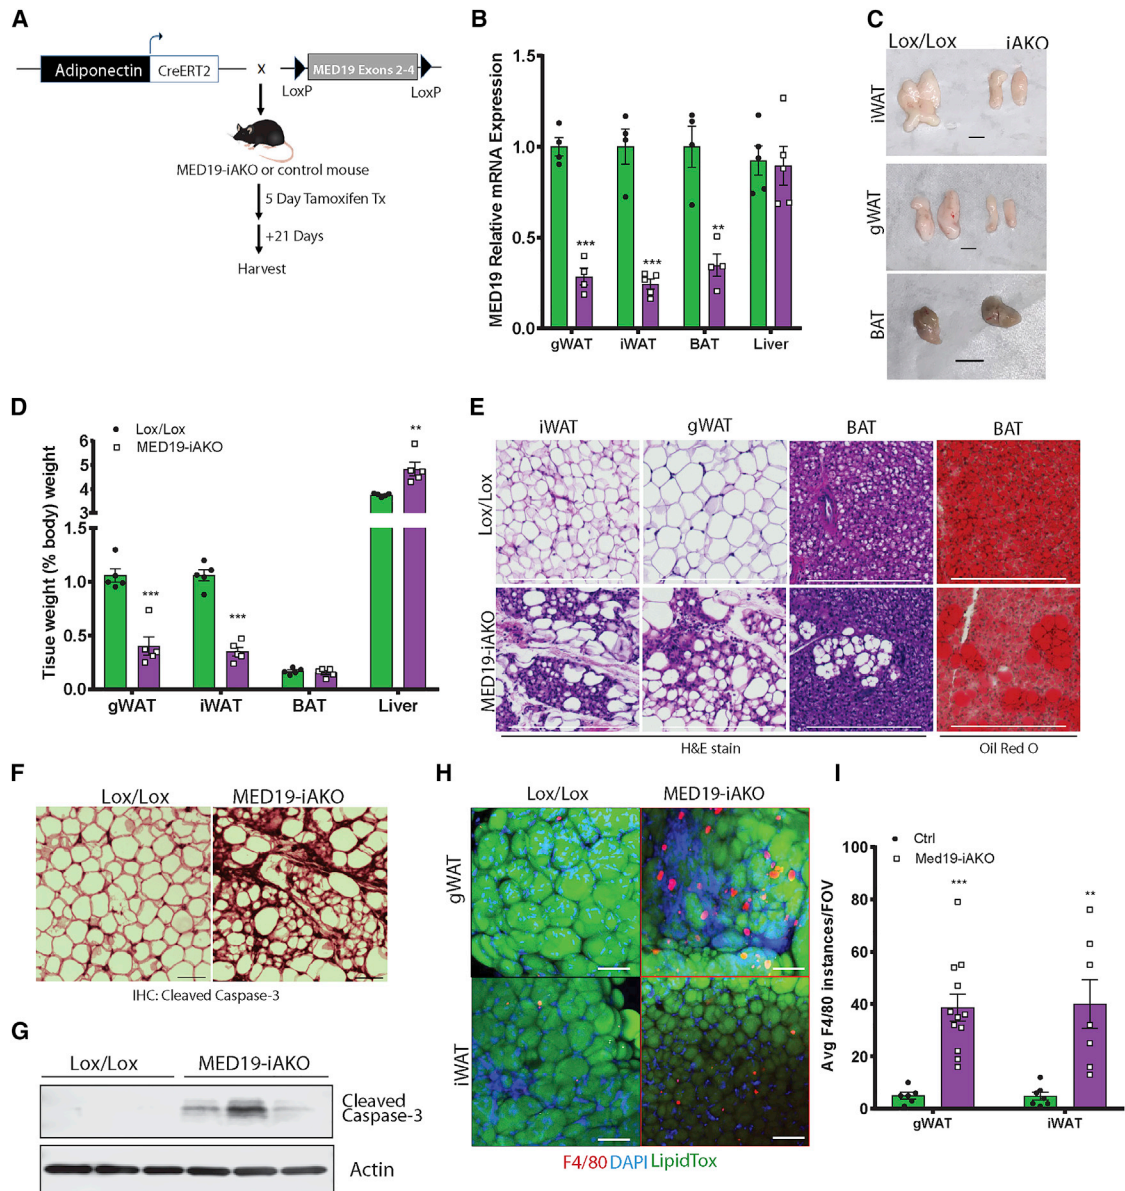 A
Adiponectin
CreERT2
X
MED19 Exons 2-4
LoxP
LoxP
MED19-iAKO or control mouse
5 Day Tamoxifen Tx
+21 Days
Harvest
B
MED19 Relative mRNA Expression
1.5
1.0
0.5
0.0
***
***
**
gWAT
iWAT
BAT
Liver
C
Lox/Lox
iAKO
iWAT
gWAT
BAT
D
Lox/Lox
MED19-iAKO
Tisue weight (% body) weight
6
5
4
3
1.5
1.0
0.5
0.0
***
***
**
gWAT
iWAT
BAT
Liver
E
iWAT
gWAT
BAT
BAT
Lox/Lox
MED19-iAKO
H&E stain
Oil Red O
F
Lox/Lox
MED19-iAKO
IHC: Cleaved Caspase-3
G
Lox/Lox
MED19-iAKO
Cleaved
Caspase-3
Actin
H
Lox/Lox
MED19-iAKO
gWAT
iWAT
F4/80 DAPI LipidTox
I
Ctrl
Med19-iAKO
Avg F4/80 instances/FOV
100
80
60
40
20
0
***
**
gWAT
iWAT